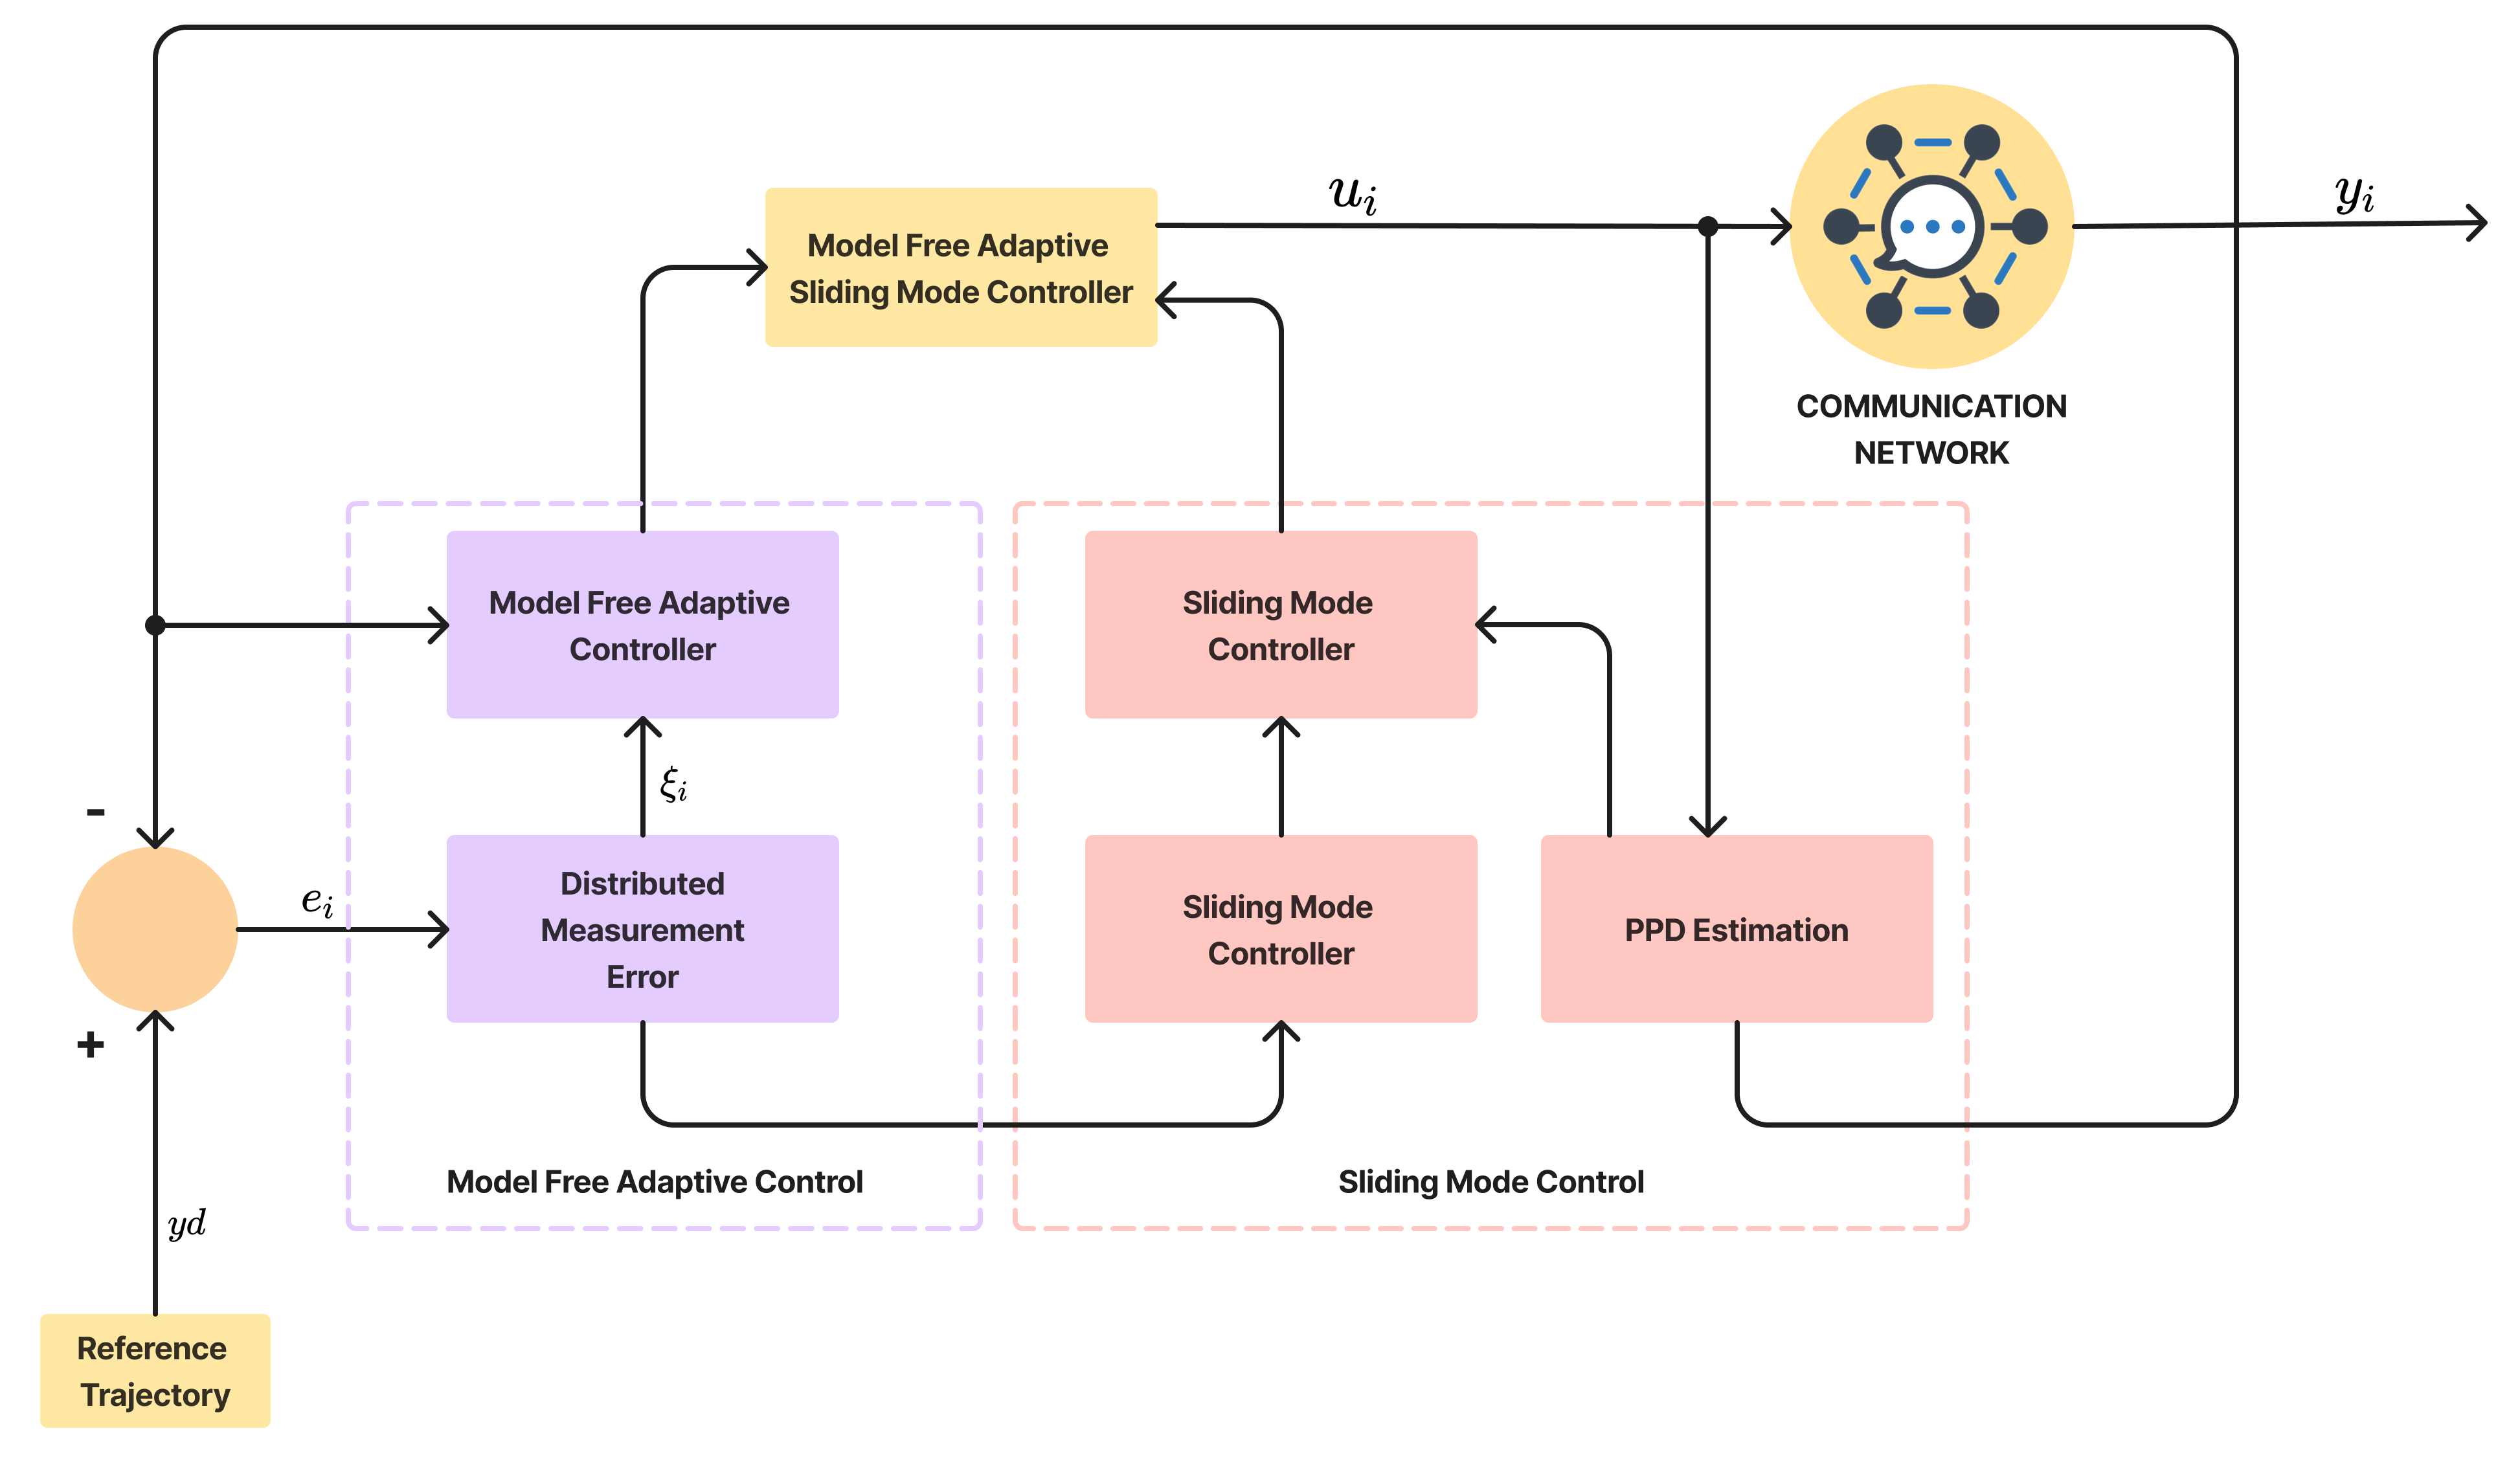 u_i
y_i
Model Free Adaptive
Sliding Mode Controller
COMMUNICATION
NETWORK
Model Free Adaptive
Controller
Sliding Mode
Controller
ξ_i
-
e_i
Distributed
Measurement
Error
Sliding Mode
Controller
PPD Estimation
+
Model Free Adaptive Control
Sliding Mode Control
yd
Reference
Trajectory